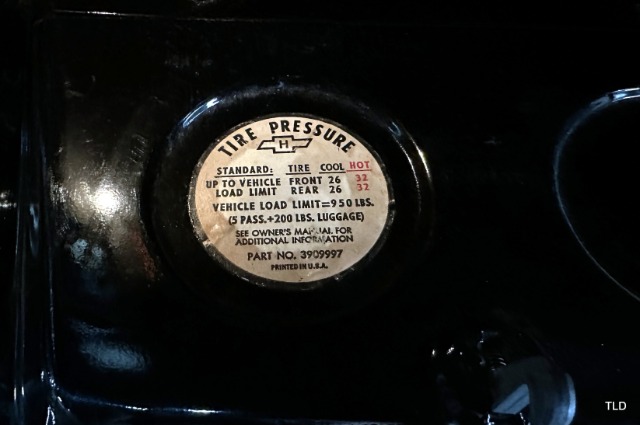 TIRE PRESSURE
H
STANDARD: TIRE COOL HOT
UP TO VEHICLE FRONT 26 32
LOAD LIMIT REAR 26 32
VEHICLE LOAD LIMIT=950 LBS.
(5 PASS.+200 LBS. LUGGAGE)
SEE OWNER'S MANUAL FOR
ADDITIONAL INFORMATION
PART NO. 3909997
PRINTED IN U.S.A.
TLD